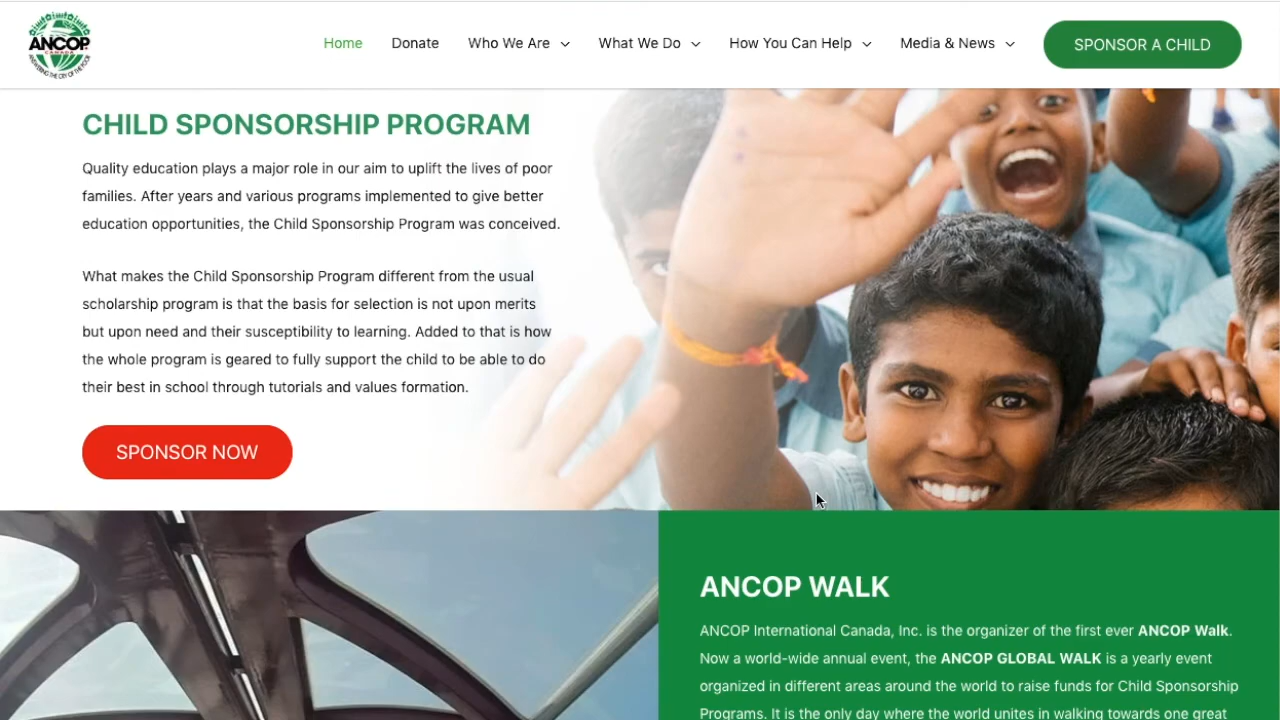 ANCOP
CANADA
ANSWERING THE CRY OF THE POOR
Home
Donate
Who We Are
What We Do
How You Can Help
Media & News
SPONSOR A CHILD
CHILD SPONSORSHIP PROGRAM
Quality education plays a major role in our aim to uplift the lives of poor
families. After years and various programs implemented to give better
education opportunities, the Child Sponsorship Program was conceived.
What makes the Child Sponsorship Program different from the usual
scholarship program is that the basis for selection is not upon merits
but upon need and their susceptibility to learning. Added to that is how
the whole program is geared to fully support the child to be able to do
their best in school through tutorials and values formation.
SPONSOR NOW
ANCOP WALK
ANCOP International Canada, Inc. is the organizer of the first ever ANCOP Walk.
Now a world-wide annual event, the ANCOP GLOBAL WALK is a yearly event
organized in different areas around the world to raise funds for Child Sponsorship
Programs. It is the only day where the world unites in walking towards one great